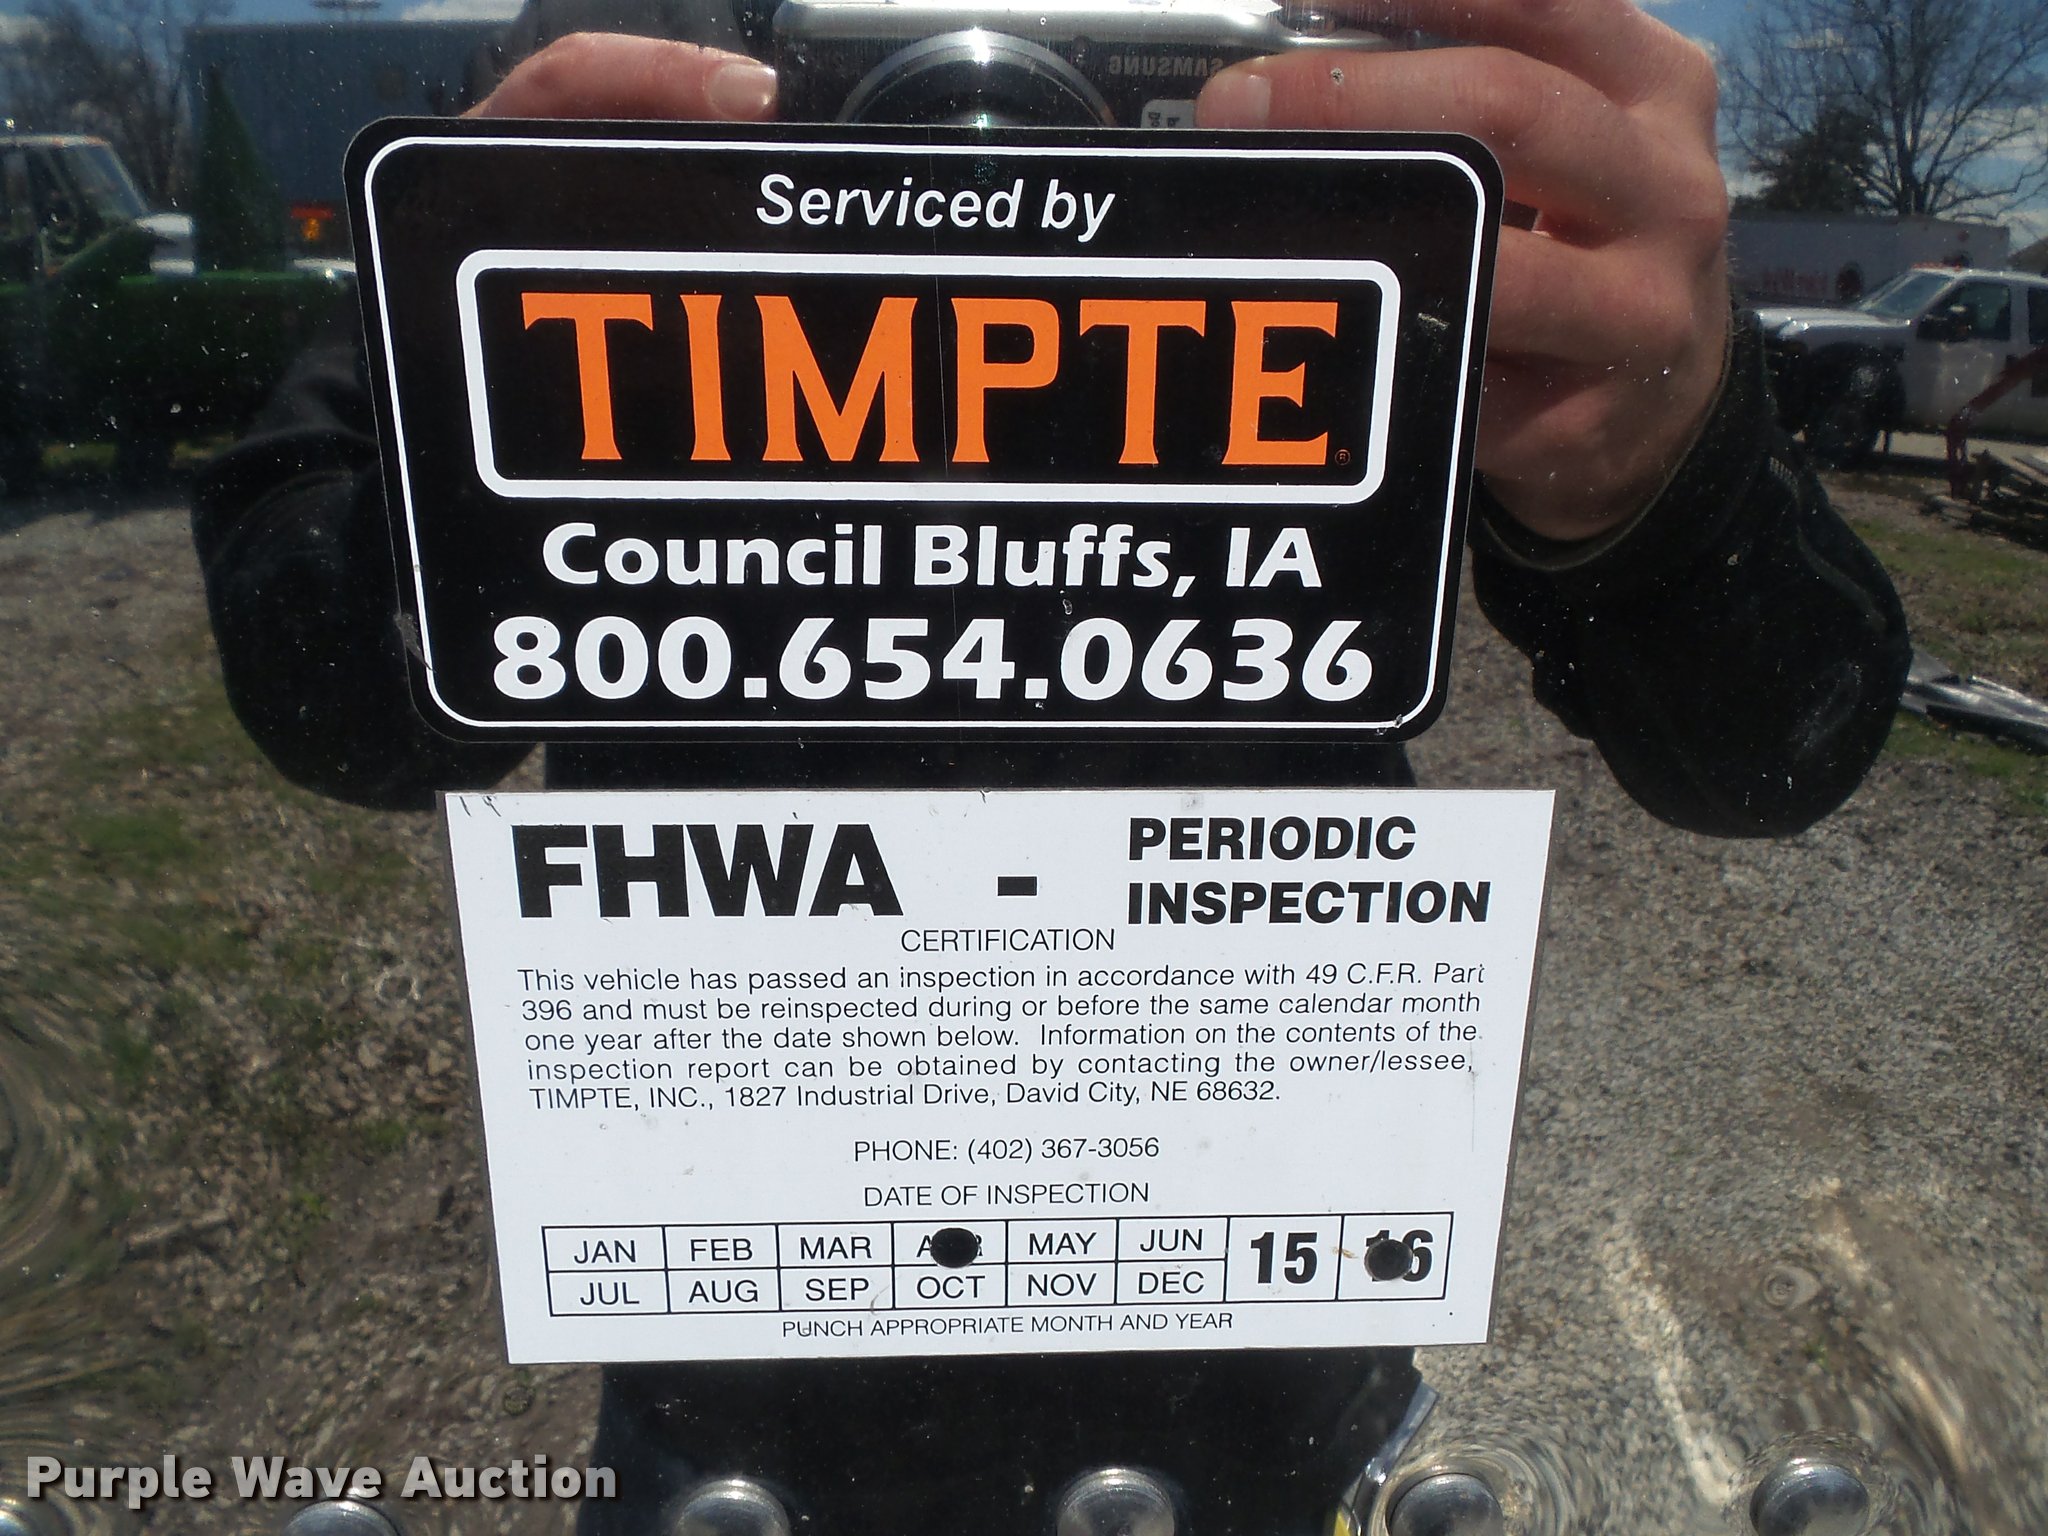 SAMSUNG
Serviced by
TIMPTE®
Council Bluffs, IA
800.654.0636
FHWA - PERIODIC INSPECTION
CERTIFICATION
This vehicle has passed an inspection in accordance with 49 C.F.R. Part
396 and must be reinspected during or before the same calendar month
one year after the date shown below. Information on the contents of the
inspection report can be obtained by contacting the owner/lessee,
TIMPTE, INC., 1827 Industrial Drive, David City, NE 68632.
PHONE: (402) 367-3056
DATE OF INSPECTION
JAN FEB MAR APR MAY JUN 15 16
JUL AUG SEP OCT NOV DEC
PUNCH APPROPRIATE MONTH AND YEAR
Purple Wave Auction